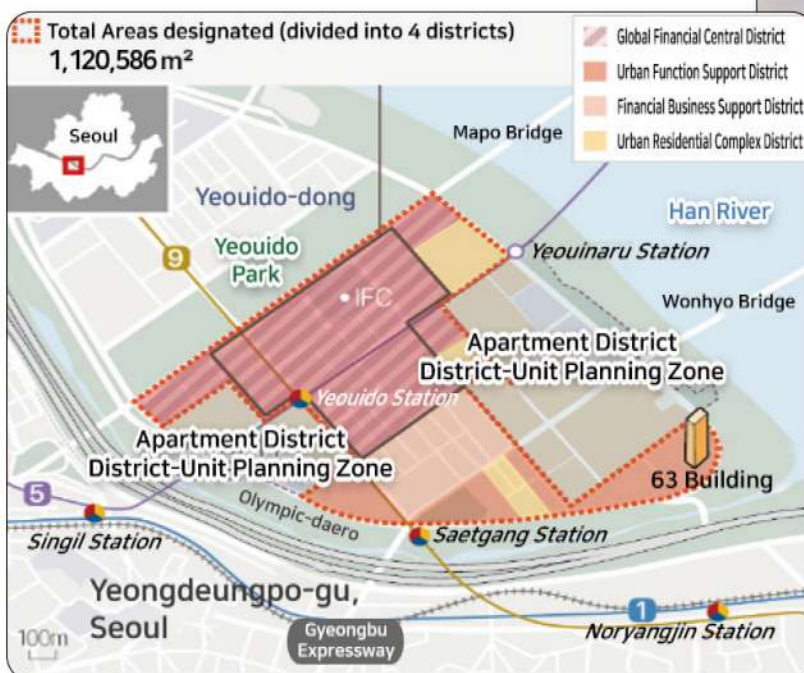 Total Areas designated (divided into 4 districts)
1,120,586 m²
Global Financial Central District
Urban Function Support District
Financial Business Support District
Urban Residential Complex District
Seoul
Mapo Bridge
Yeouido-dong
Han River
Yeouido
Park
9
Yeouinaru Station
IFC
Wonhyo Bridge
Apartment District
District-Unit Planning Zone
Yeouido Station
Apartment District
District-Unit Planning Zone
63 Building
5
Olympic-daero
Singil Station
Saetgang Station
Yeongdeungpo-gu,
Seoul
1
Noryangjin Station
100m
Gyeongbu
Expressway